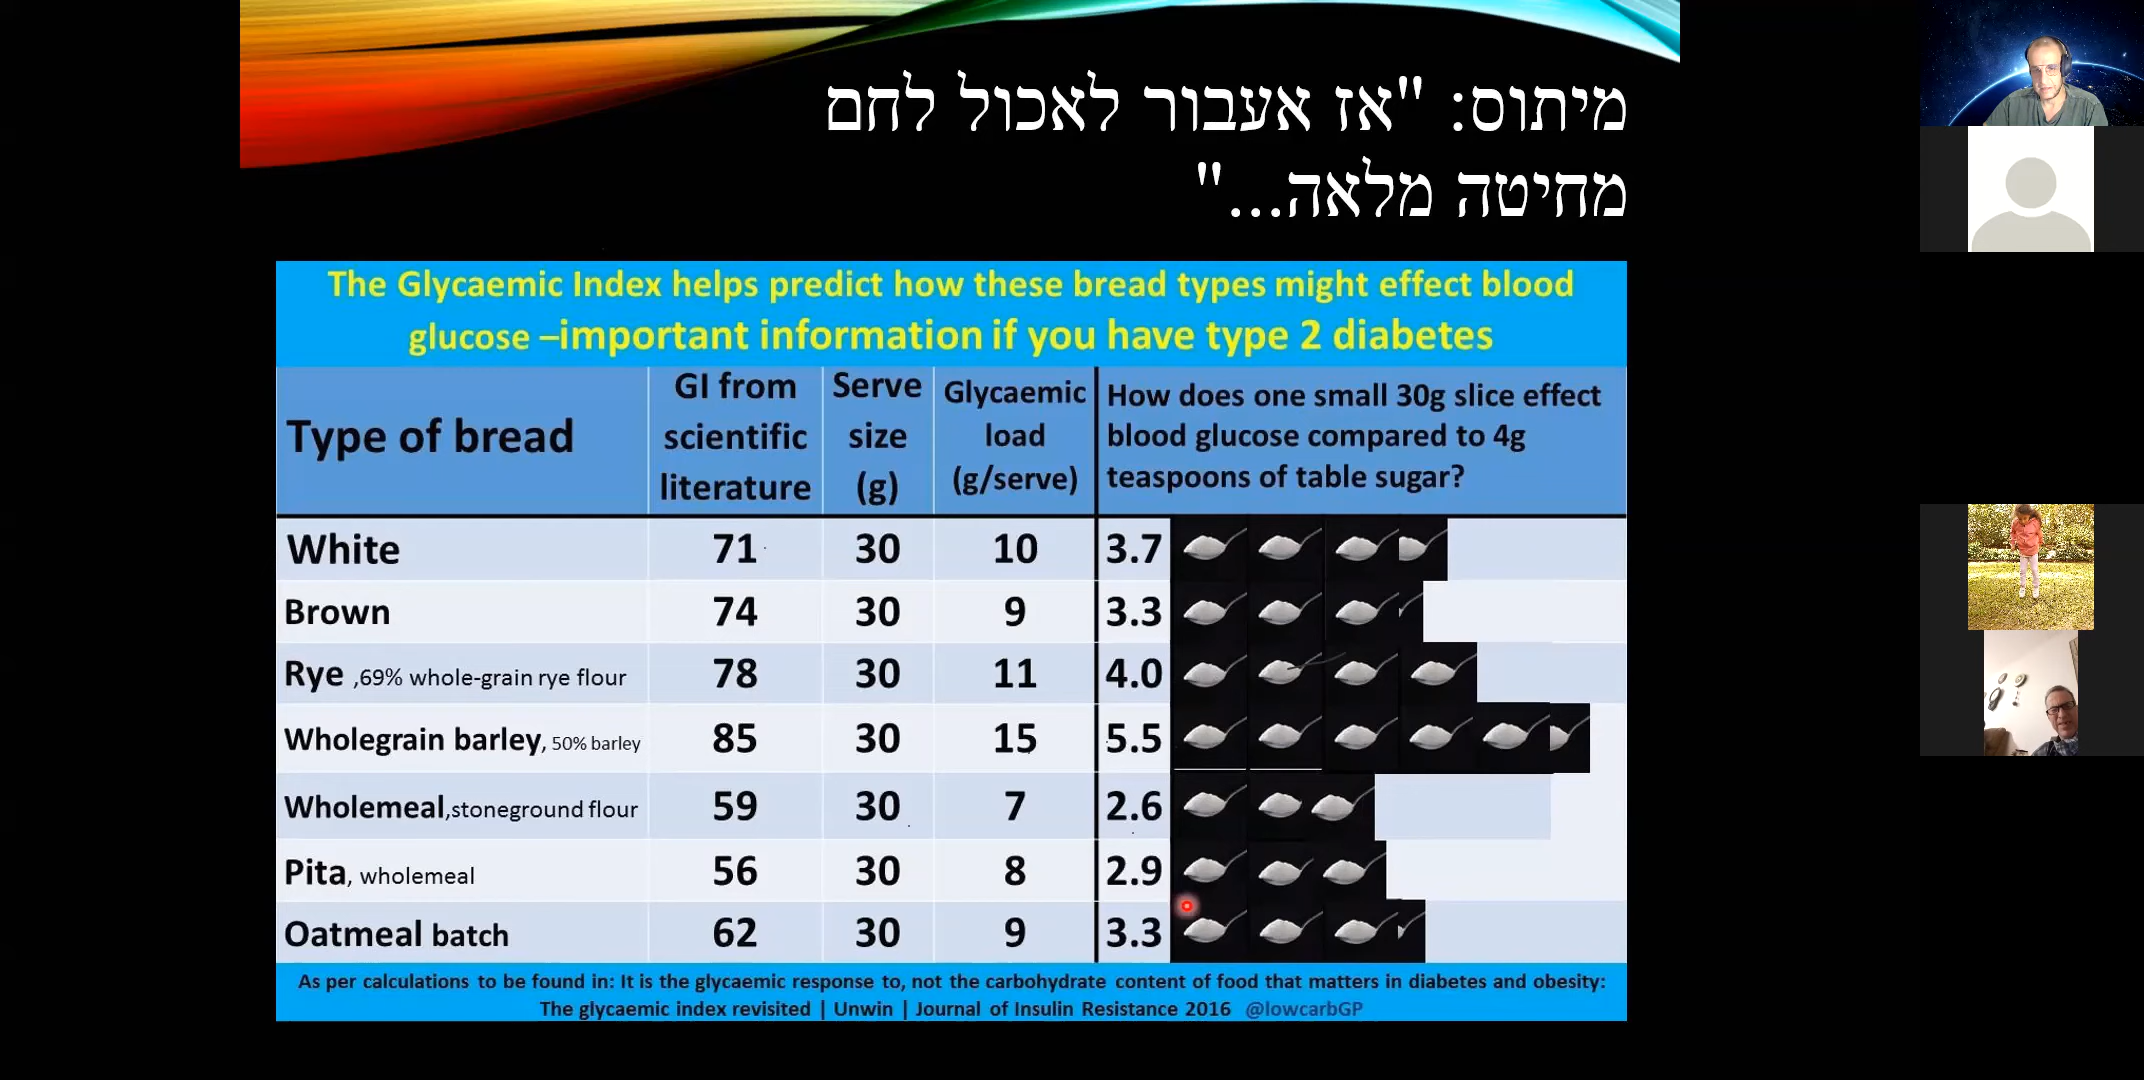 מיתוס: "אז אעבור לאכול לחם
מחיטה מלאה..."
The Glycaemic Index helps predict how these bread types might effect blood
glucose –important information if you have type 2 diabetes
Type of bread
GI from
scientific
literature
Serve
size
(g)
Glycaemic
load
(g/serve)
How does one small 30g slice effect
blood glucose compared to 4g
teaspoons of table sugar?
White 71 30 10 3.7
Brown 74 30 9 3.3
Rye ,69% whole-grain rye flour 78 30 11 4.0
Wholegrain barley, 50% barley 85 30 15 5.5
Wholemeal,stoneground flour 59 30 7 2.6
Pita, wholemeal 56 30 8 2.9
Oatmeal batch 62 30 9 3.3
As per calculations to be found in: It is the glycaemic response to, not the carbohydrate content of food that matters in diabetes and obesity:
The glycaemic index revisited | Unwin | Journal of Insulin Resistance 2016 @lowcarbGP